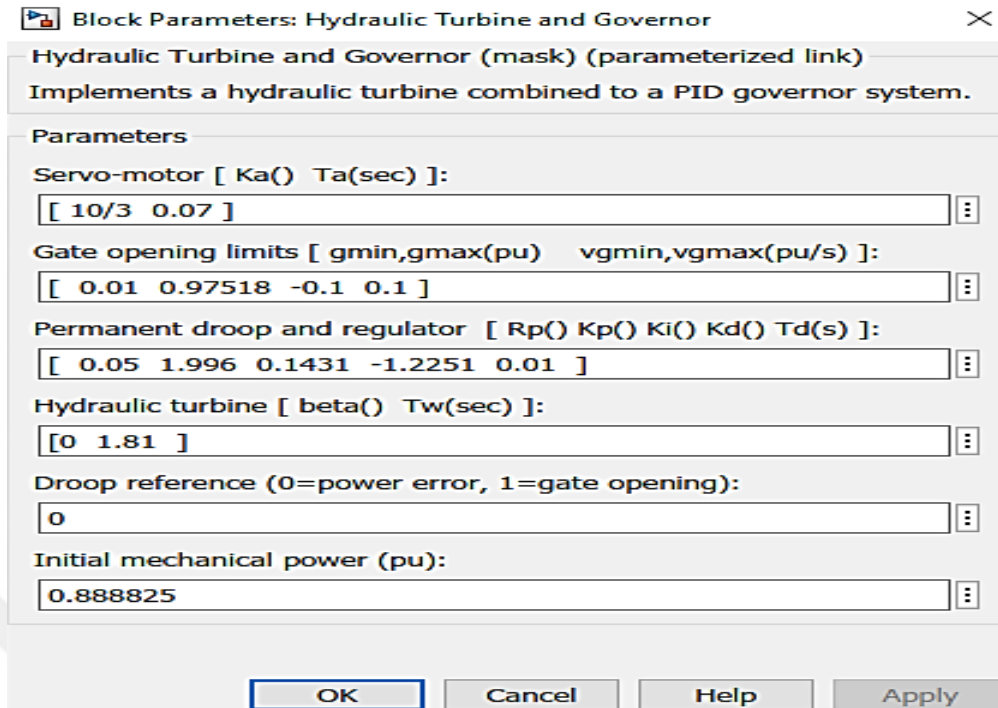 Block Parameters: Hydraulic Turbine and Governor
Hydraulic Turbine and Governor (mask) (parameterized link)
Implements a hydraulic turbine combined to a PID governor system.
Parameters
Servo-motor [ Ka()  Ta(sec) ]:
[ 10/3  0.07 ]
Gate opening limits [ gmin,gmax(pu)    vgmin,vgmax(pu/s) ]:
[  0.01  0.97518  -0.1  0.1 ]
Permanent droop and regulator  [ Rp() Kp() Ki() Kd() Td(s) ]:
[  0.05  1.996  0.1431  -1.2251  0.01   ]
Hydraulic turbine [ beta()  Tw(sec) ]:
[0  1.81  ]
Droop reference (0=power error, 1=gate opening):
0
Initial mechanical power (pu):
0.888825
OK Cancel Help Apply